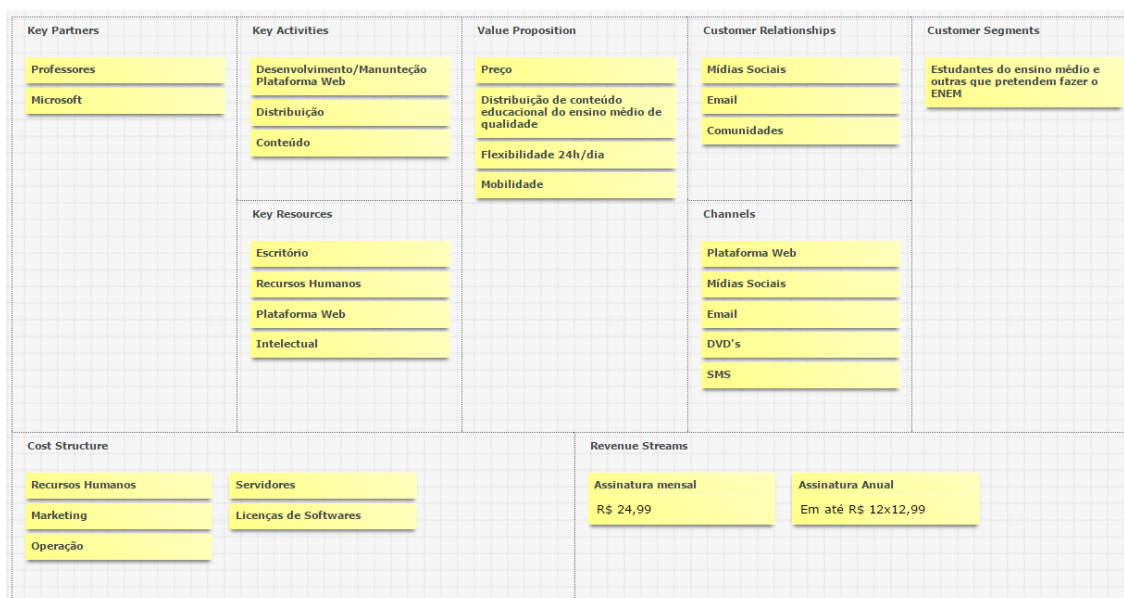 Key Partners
Professores
Microsoft
Key Activities
Desenvolvimento/Manunteção
Plataforma Web
Distribuição
Conteúdo
Key Resources
Escritório
Recursos Humanos
Plataforma Web
Intelectual
Value Proposition
Preço
Distribuição de conteúdo
educacional do ensino médio de
qualidade
Flexibilidade 24h/dia
Mobilidade
Customer Relationships
Mídias Sociais
Email
Comunidades
Channels
Plataforma Web
Mídias Sociais
Email
DVD's
SMS
Customer Segments
Estudantes do ensino médio e
outras que pretendem fazer o
ENEM
Cost Structure
Recursos Humanos
Marketing
Operação
Servidores
Licenças de Softwares
Revenue Streams
Assinatura mensal
R$ 24,99
Assinatura Anual
Em até R$ 12x12,99